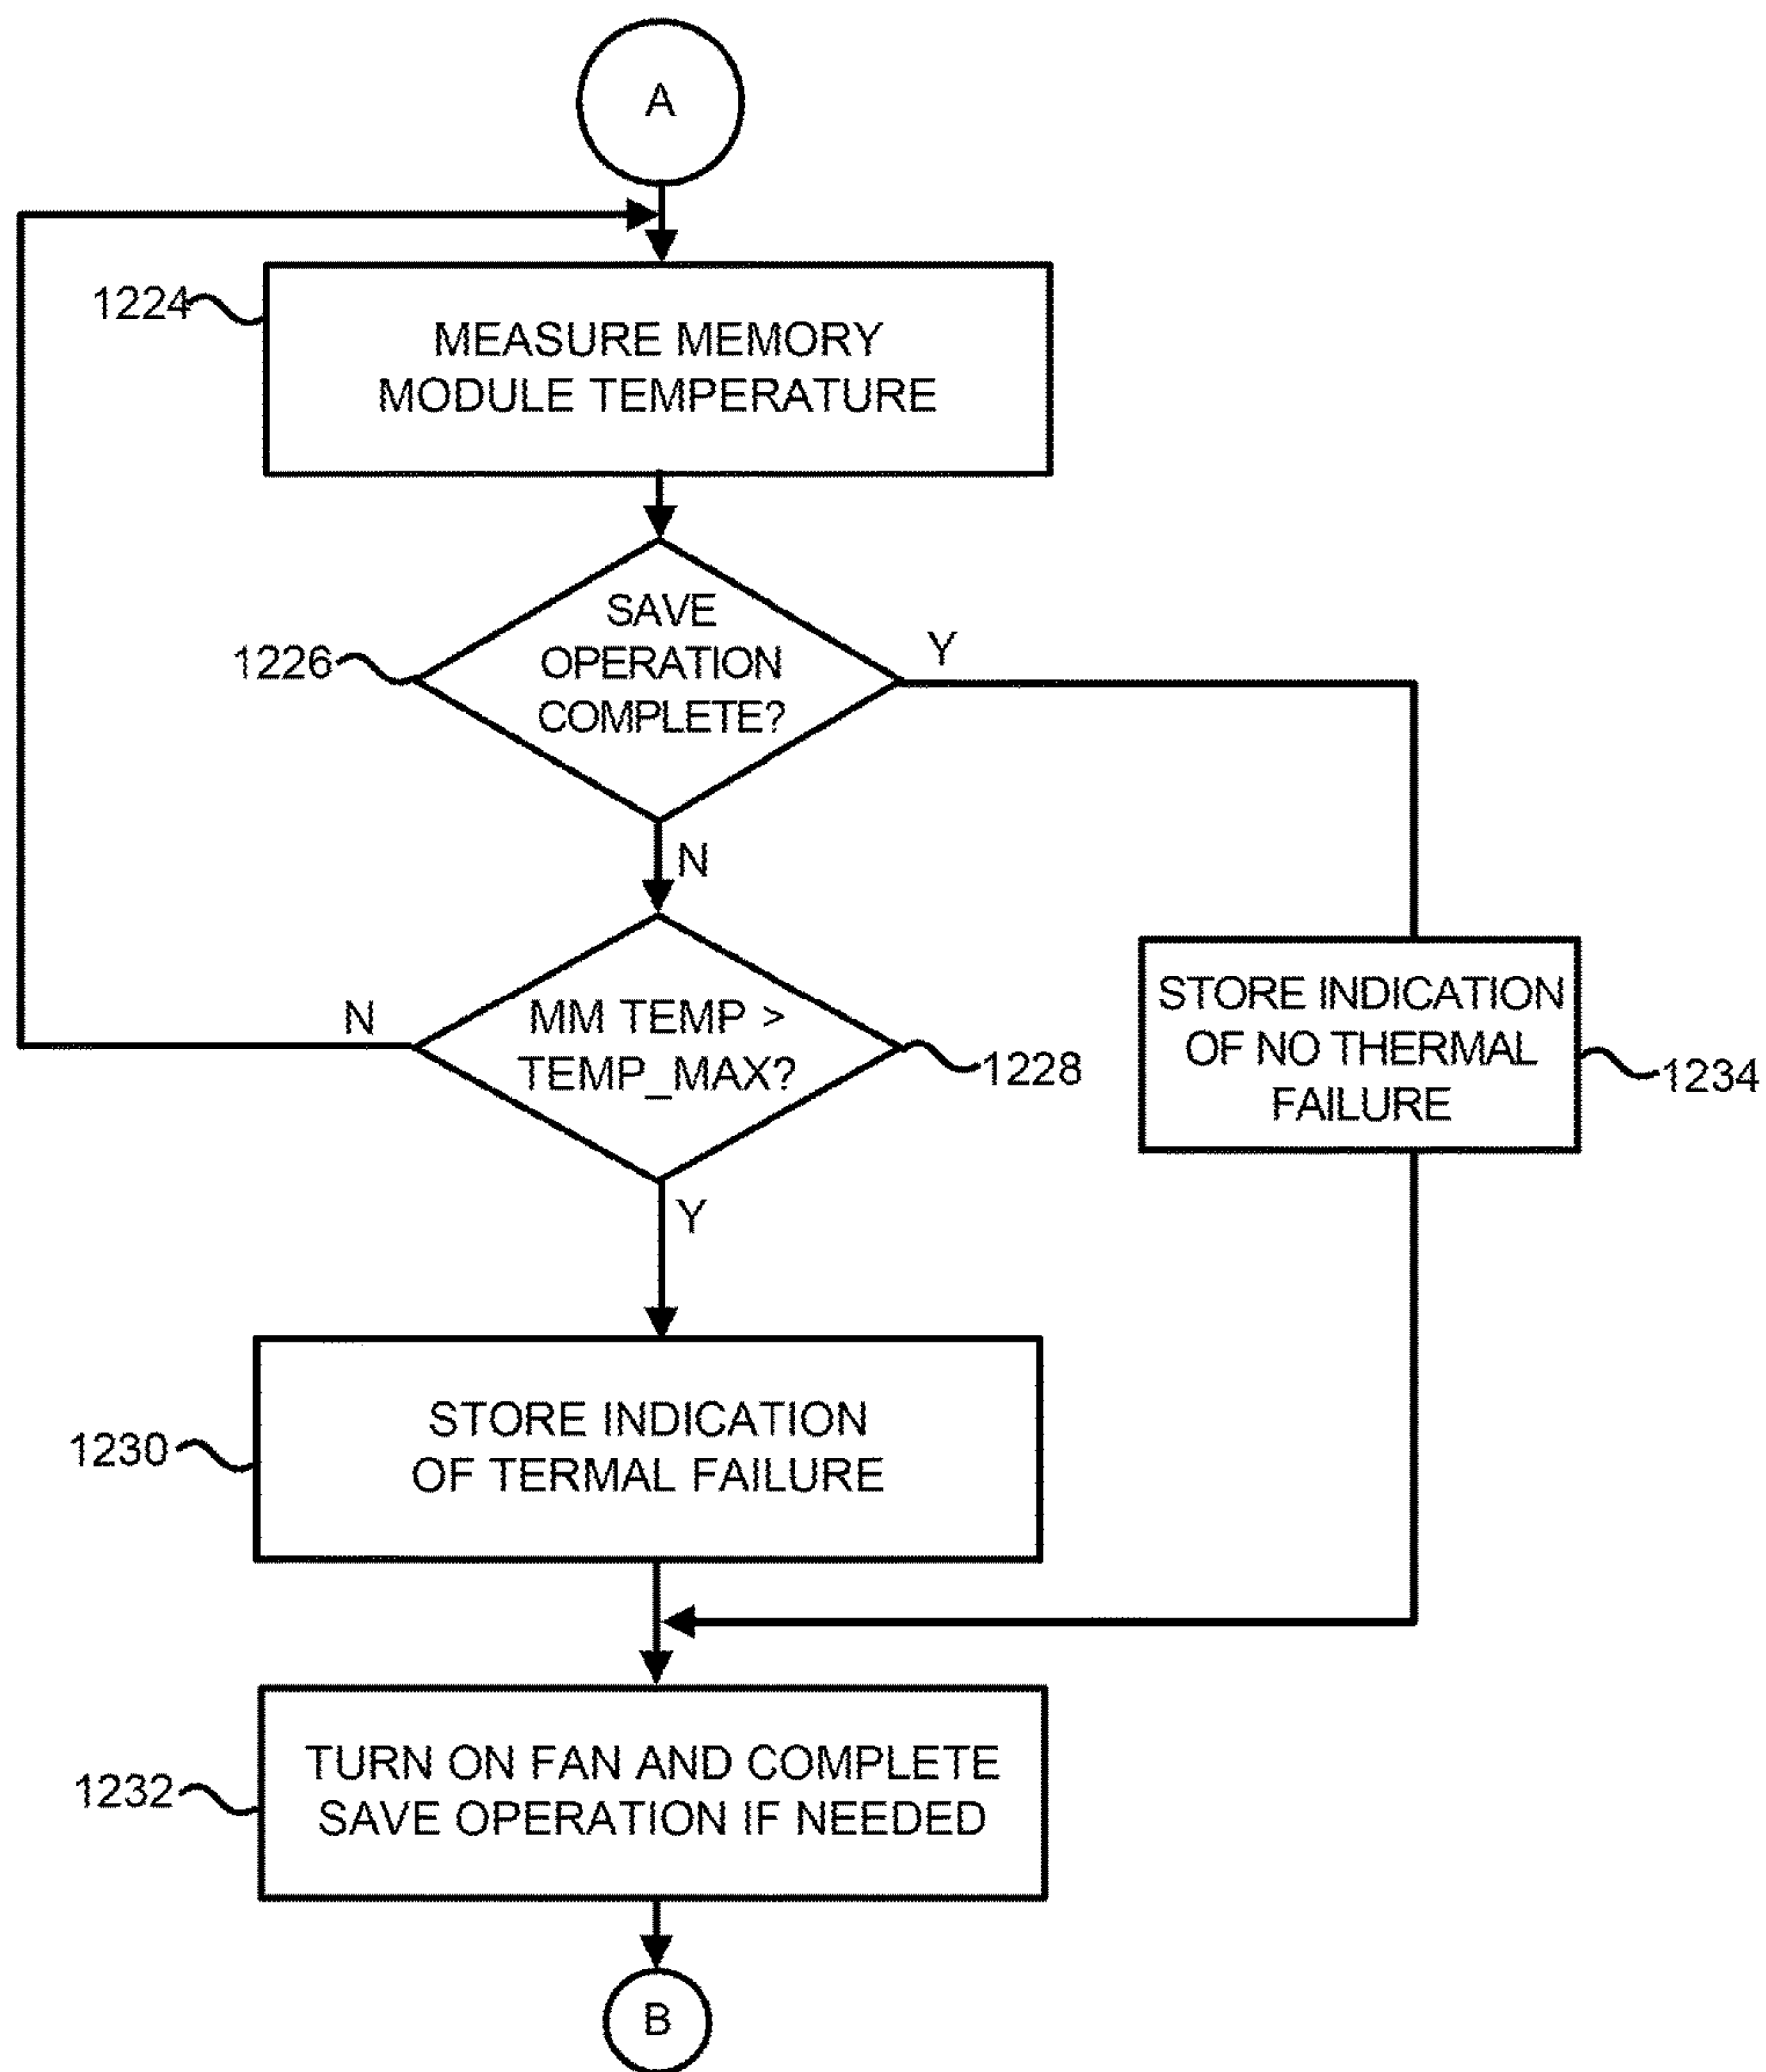 A
1224
MEASURE MEMORY
MODULE TEMPERATURE
SAVE
OPERATION
COMPLETE?
1226
Y
N
MM TEMP >
TEMP_MAX?
N
1228
Y
STORE INDICATION
OF NO THERMAL
FAILURE
1234
STORE INDICATION
OF TERMAL FAILURE
1230
TURN ON FAN AND COMPLETE
SAVE OPERATION IF NEEDED
1232
B